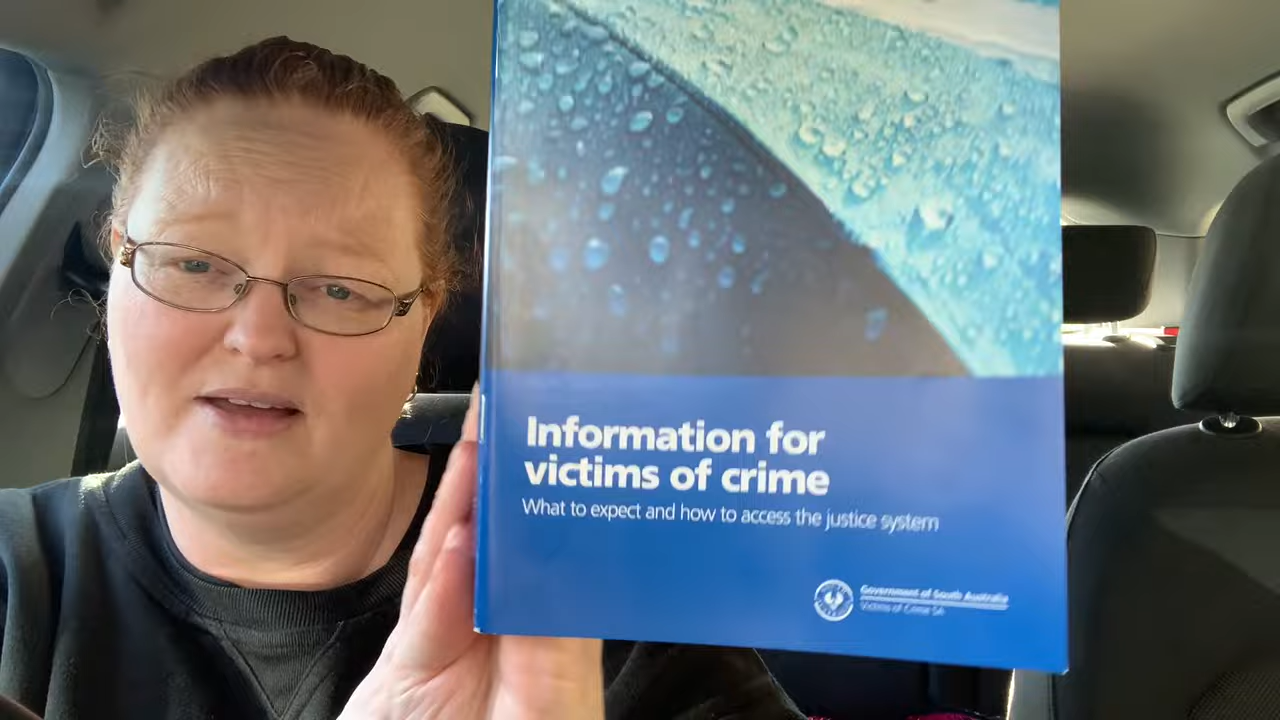 Information for
victims of crime
What to expect and how to access the justice system
Government of South Australia
Victims of Crime SA